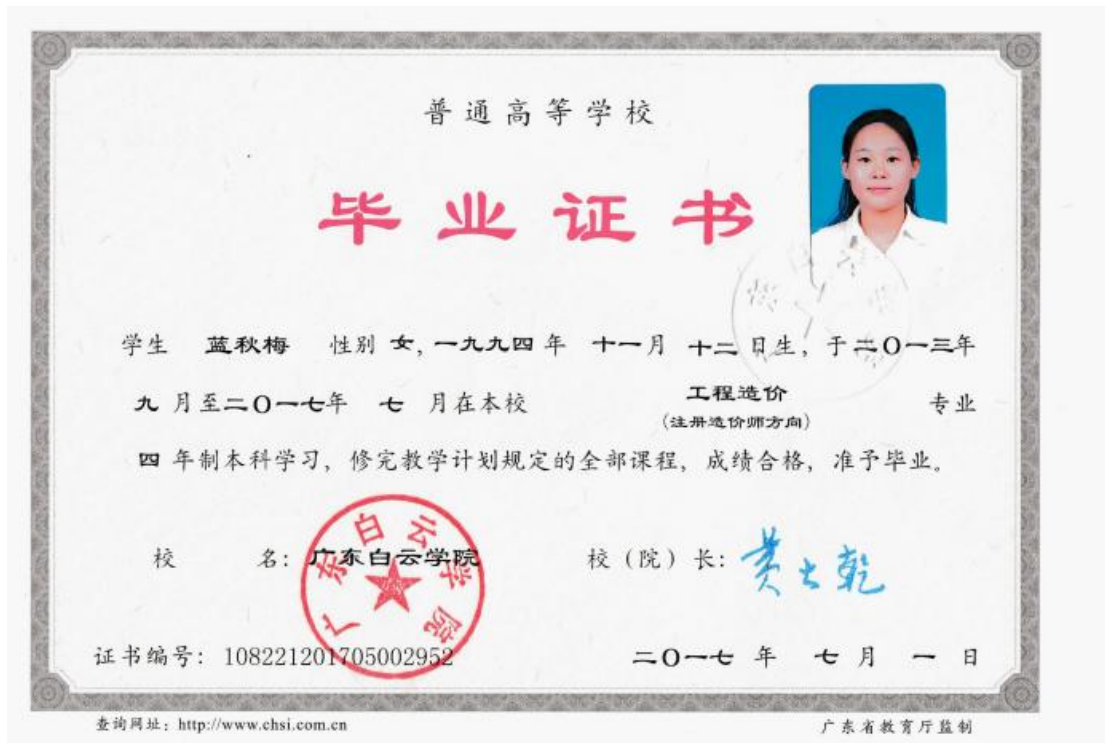 普通高等学校
毕业证书
学生 蓝秋梅 性别 女，一九九四 年 十一月 十二 日生，于二〇一三年
九 月至二〇一七年 七 月在本校 工程造价 专业
（注册造价师方向）
四 年制本科学习，修完教学计划规定的全部课程，成绩合格，准予毕业。
校 名：广东白云学院 校（院）长：
广东白云学院
证书编号：108221201705002952 二〇一七 年 七 月 一 日
查询网址：http://www.chsi.com.cn 广东省教育厅监制